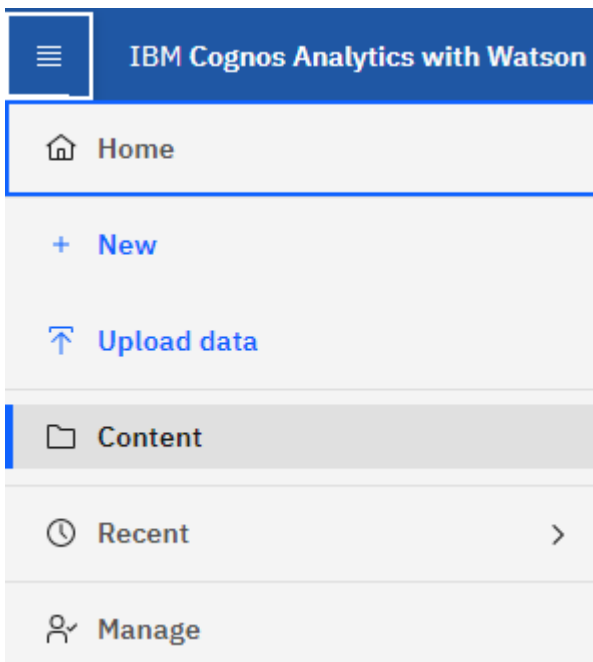 IBM Cognos Analytics with Watson
Home
New
Upload data
Content
Recent
Manage